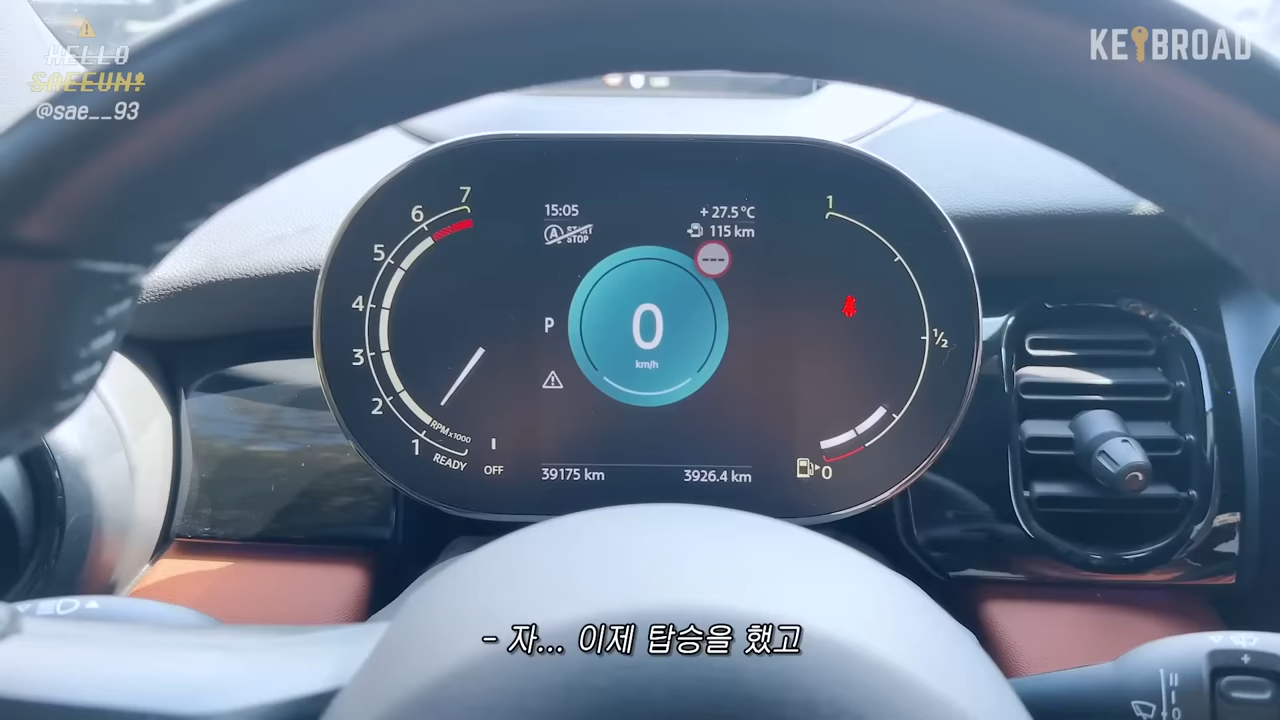 HELLO
SAEEUN!
@sae__93
KEYBROAD
7
6
5
4
3
2
1
RPM x1000
READY
OFF
15:05
A START
STOP
+ 27.5 °C
115 km
---
P
0
km/h
39175 km
3926.4 km
1
½
0
- 자... 이제 탑승을 했고